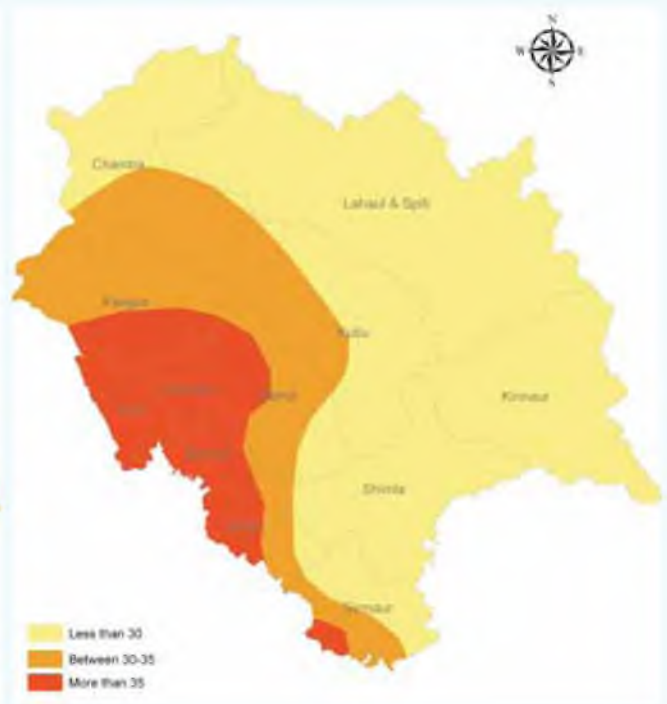 N
W E
S
Chamba
Lahaul & Spiti
Kangra
Kullu
Mandi
Kinnaur
Shimla
Sirmaur
Less than 30
Between 30-35
More than 35